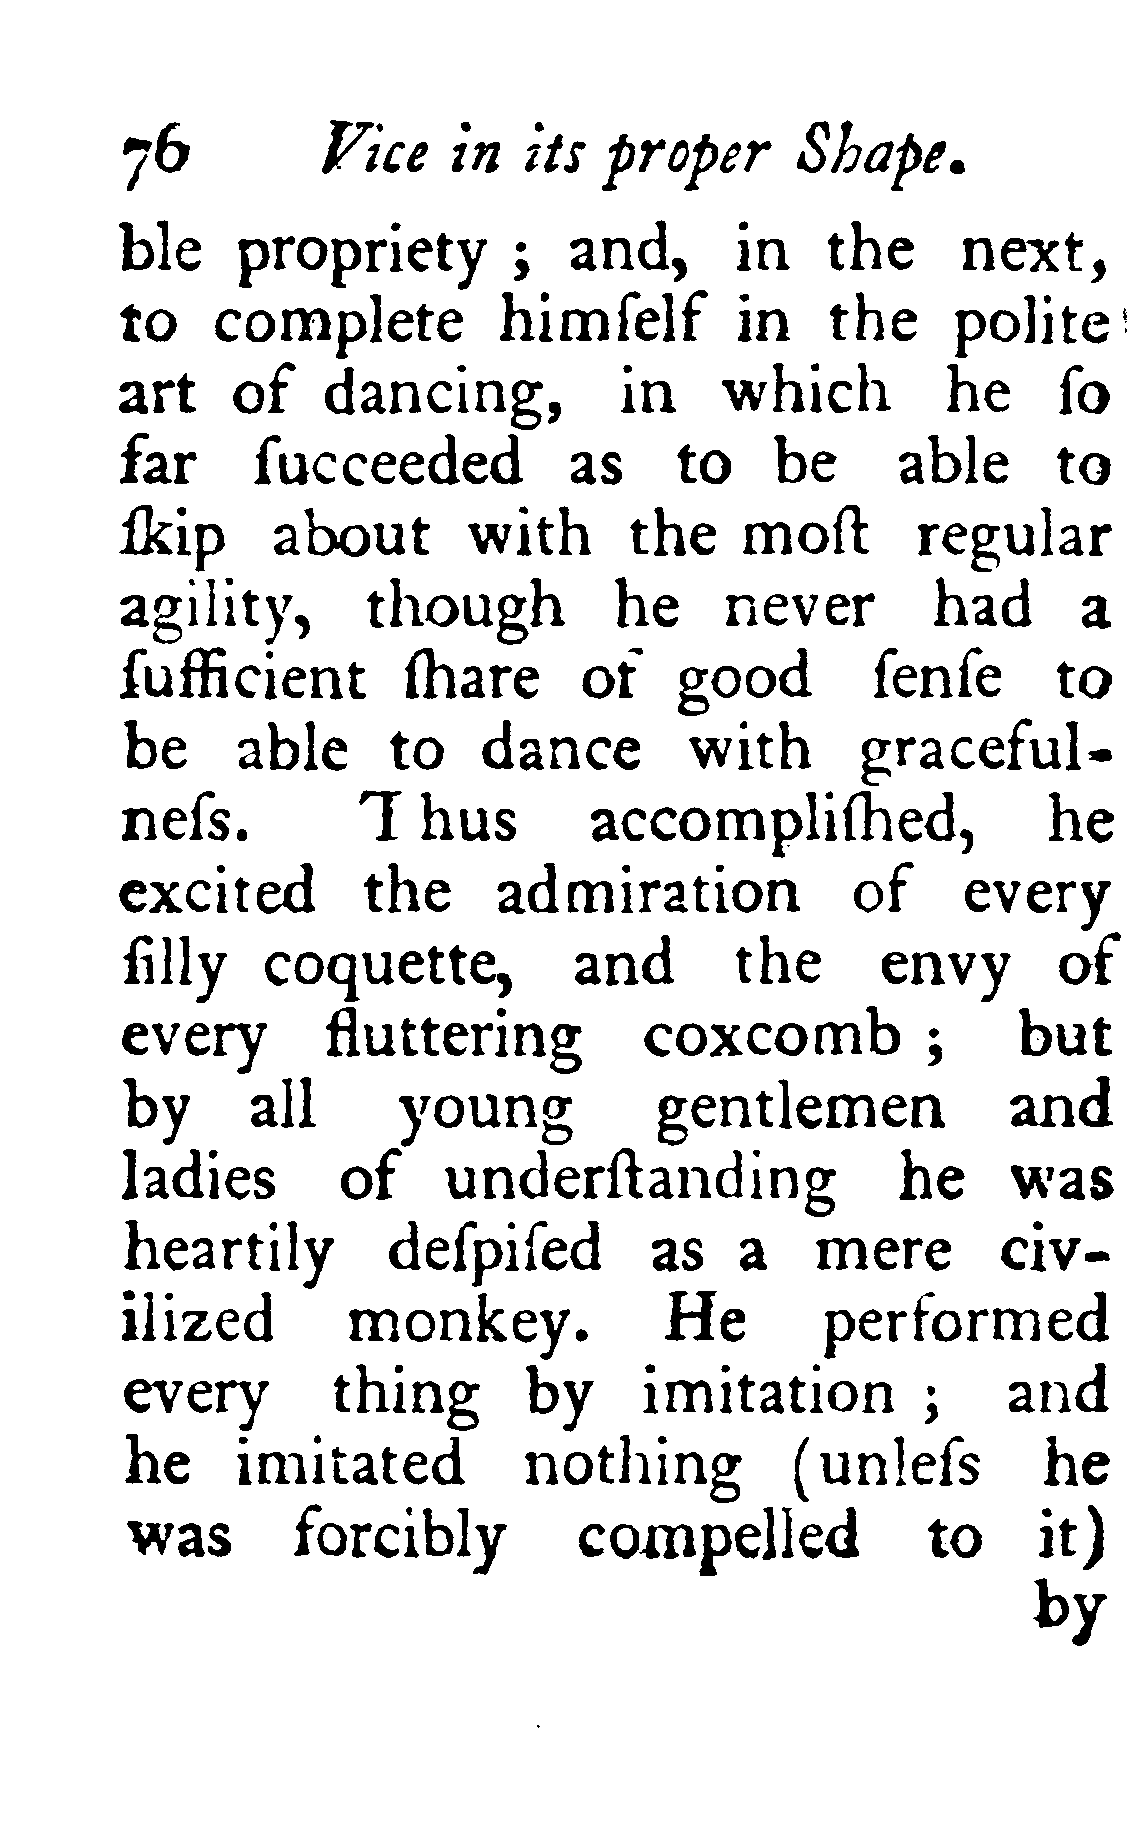 76 Vice in its proper Shape.
ble propriety ; and, in the next,
to complete himſelf in the polite
art of dancing, in which he ſo
far ſucceeded as to be able to
ſkip about with the moſt regular
agility, though he never had a
ſufficient ſhare of good ſenſe to
be able to dance with graceful-
neſs. Thus accompliſhed, he
excited the admiration of every
ſilly coquette, and the envy of
every fluttering coxcomb ; but
by all young gentlemen and
ladies of underſtanding he was
heartily deſpiſed as a mere civ-
ilized monkey. He performed
every thing by imitation ; and
he imitated nothing (unleſs he
was forcibly compelled to it)
by